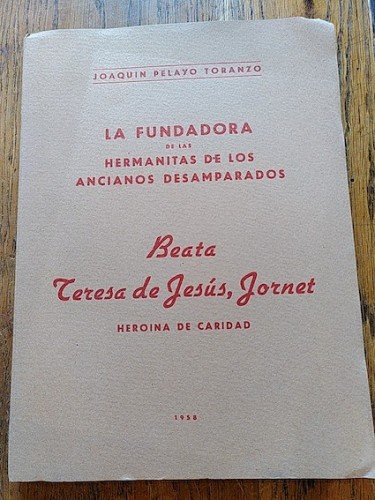 JOAQUIN PELAYO TORANZO
LA FUNDADORA
DE LAS
HERMANITAS DE LOS
ANCIANOS DESAMPARADOS
Beata
Teresa de Jesús, Jornet
HEROINA DE CARIDAD
1958